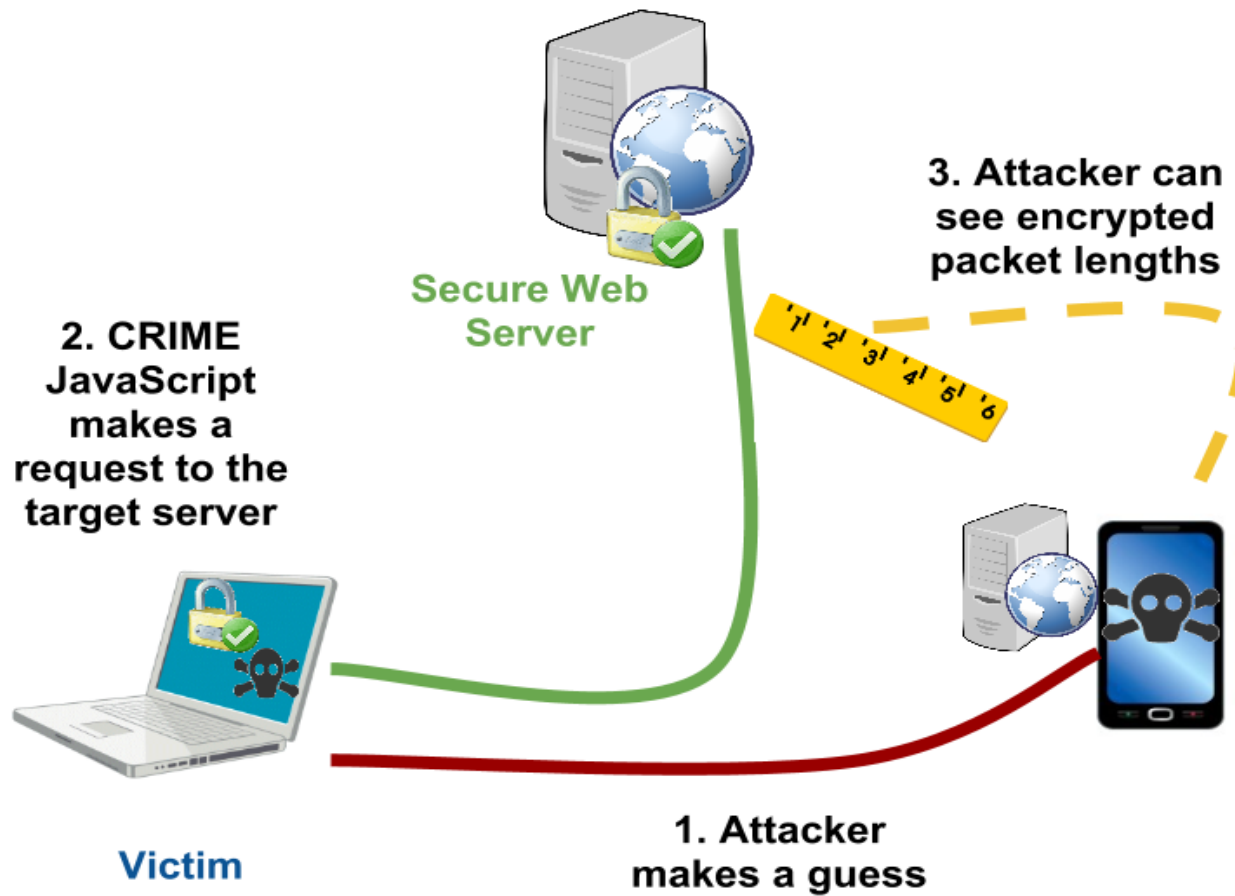 3. Attacker can
see encrypted
packet lengths
Secure Web
Server
1 2 3 4 5 6
2. CRIME
JavaScript
makes a
request to the
target server
Victim
1. Attacker
makes a guess